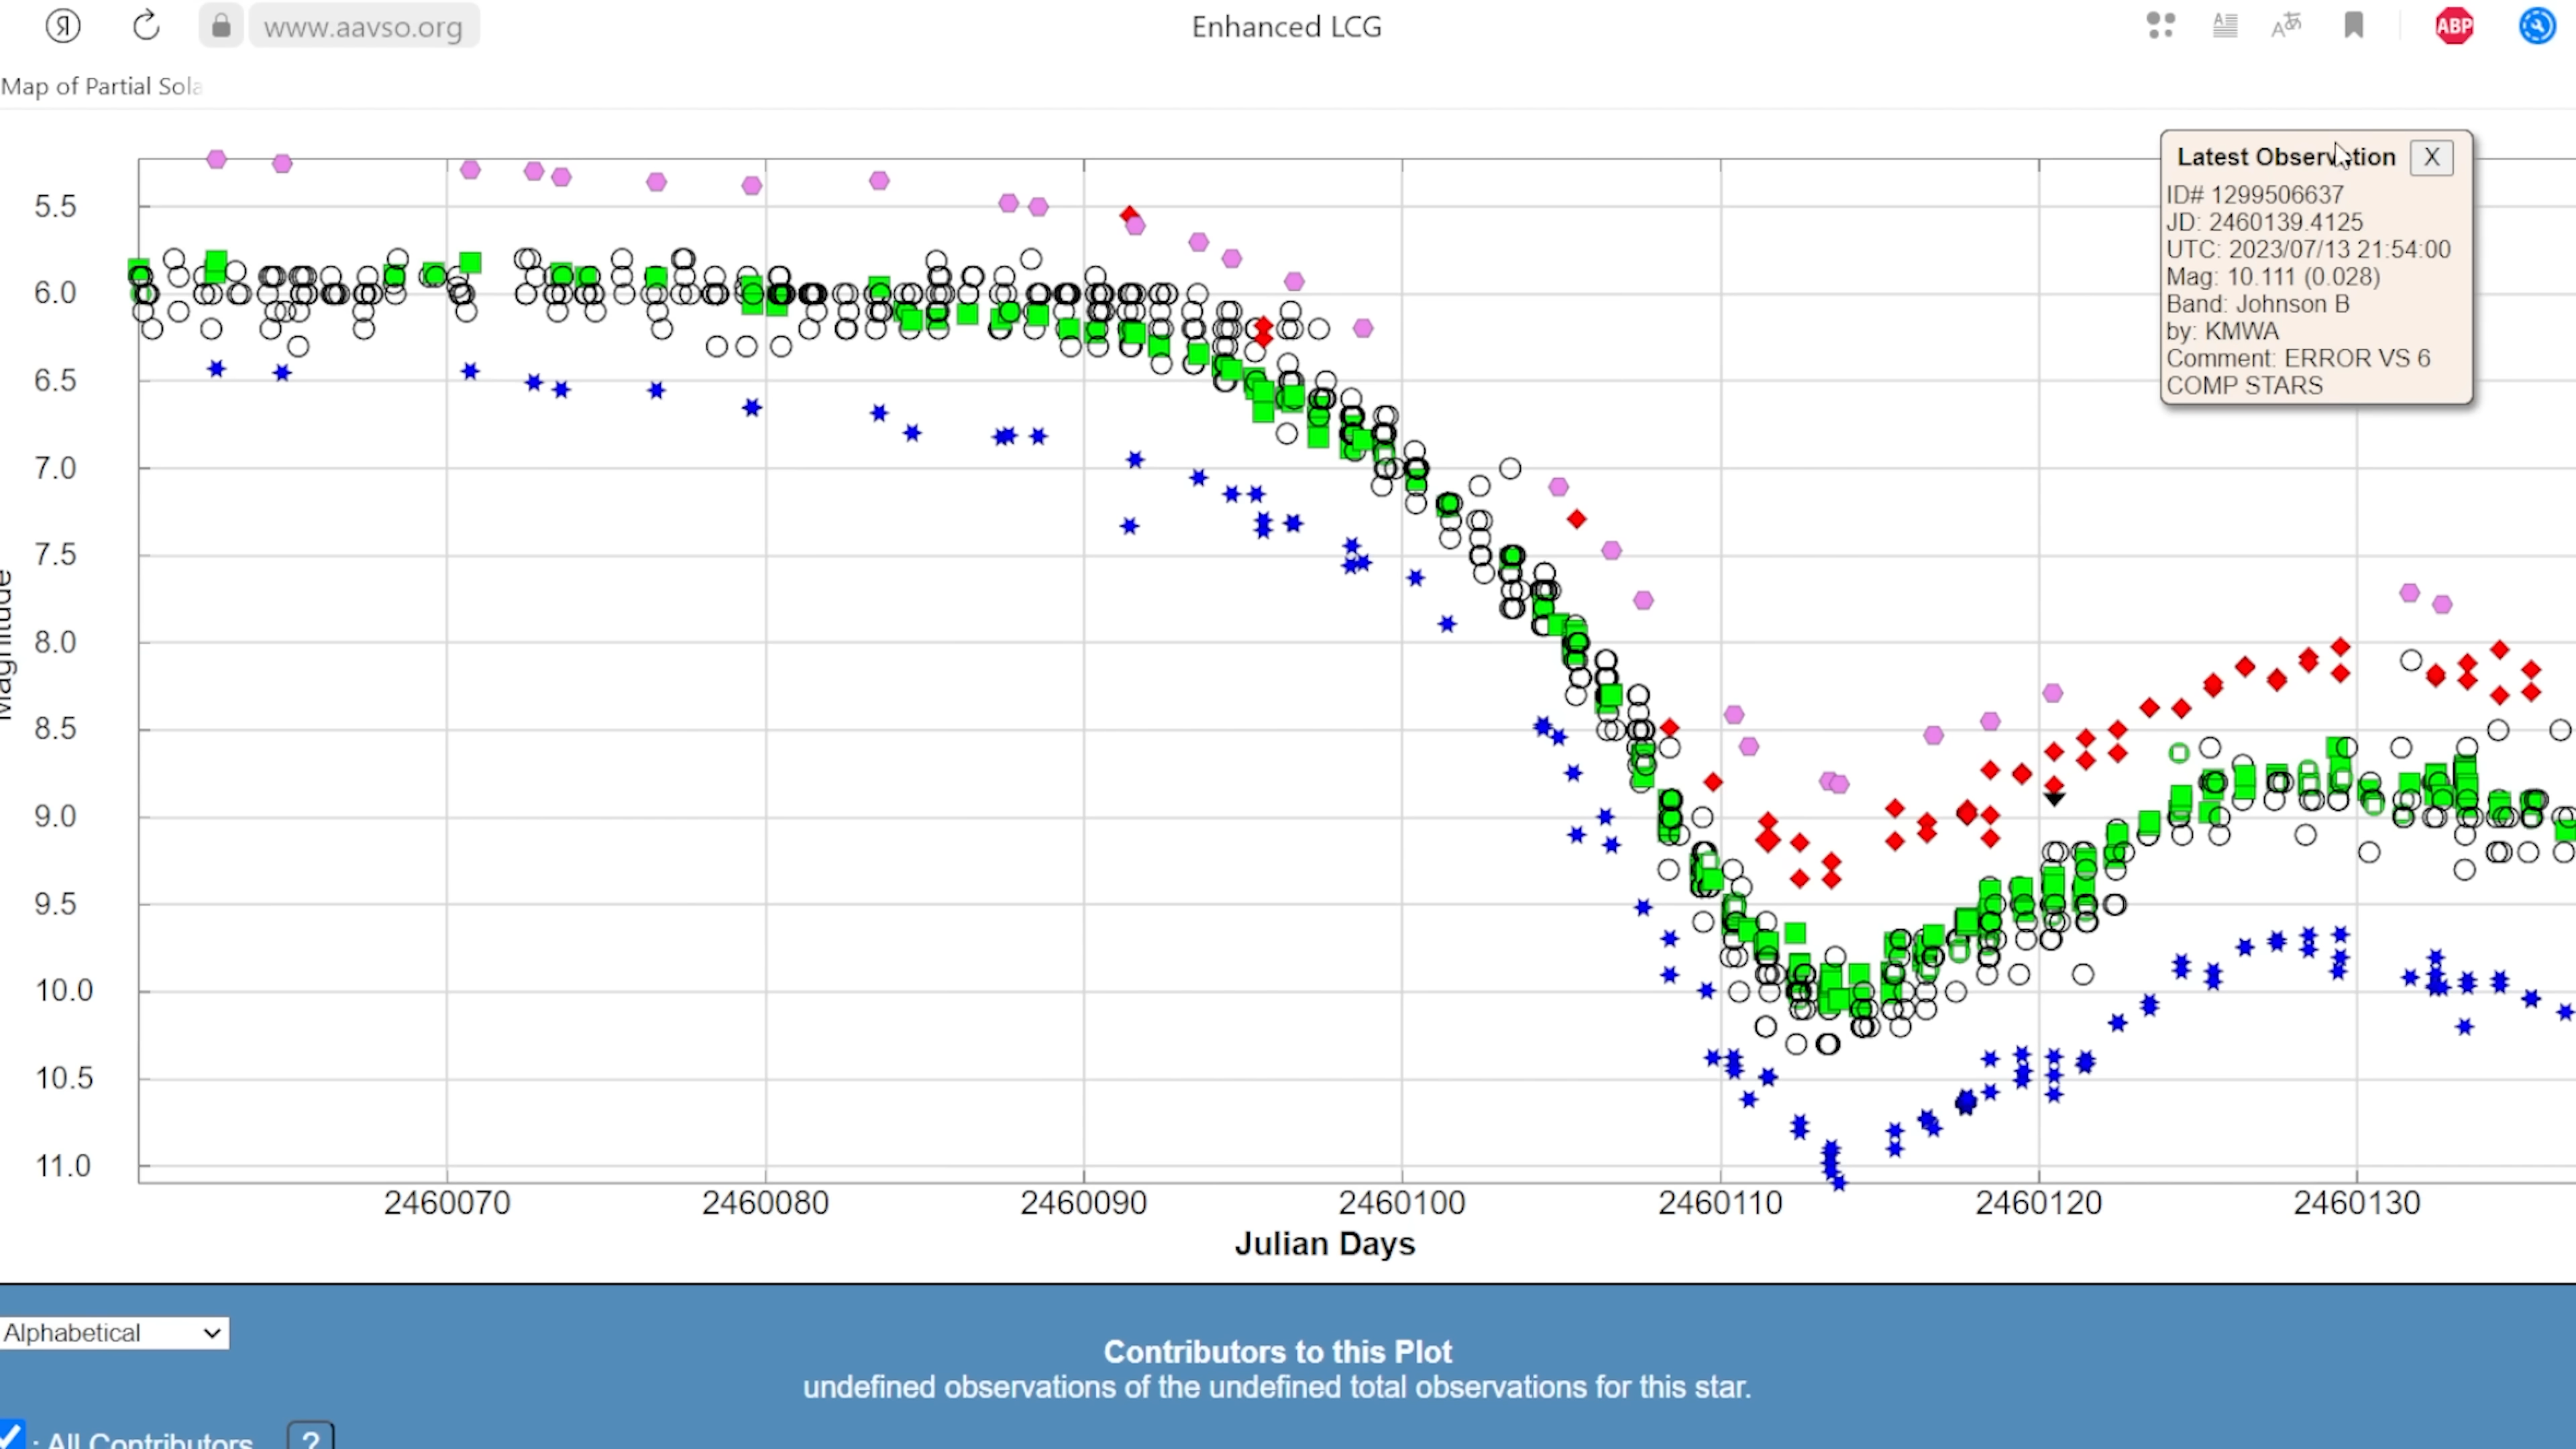 Я
www.aavso.org
Enhanced LCG
ABP
Map of Partial Sola
Latest Observation
X
ID# 1299506637
JD: 2460139.4125
UTC: 2023/07/13 21:54:00
Mag: 10.111 (0.028)
Band: Johnson B
by: KMWA
Comment: ERROR VS 6
COMP STARS
Magnitude
5.5
6.0
6.5
7.0
7.5
8.0
8.5
9.0
9.5
10.0
10.5
11.0
2460070 2460080 2460090 2460100 2460110 2460120 2460130
Julian Days
Alphabetical
Contributors to this Plot
undefined observations of the undefined total observations for this star.
: All Contributors ?